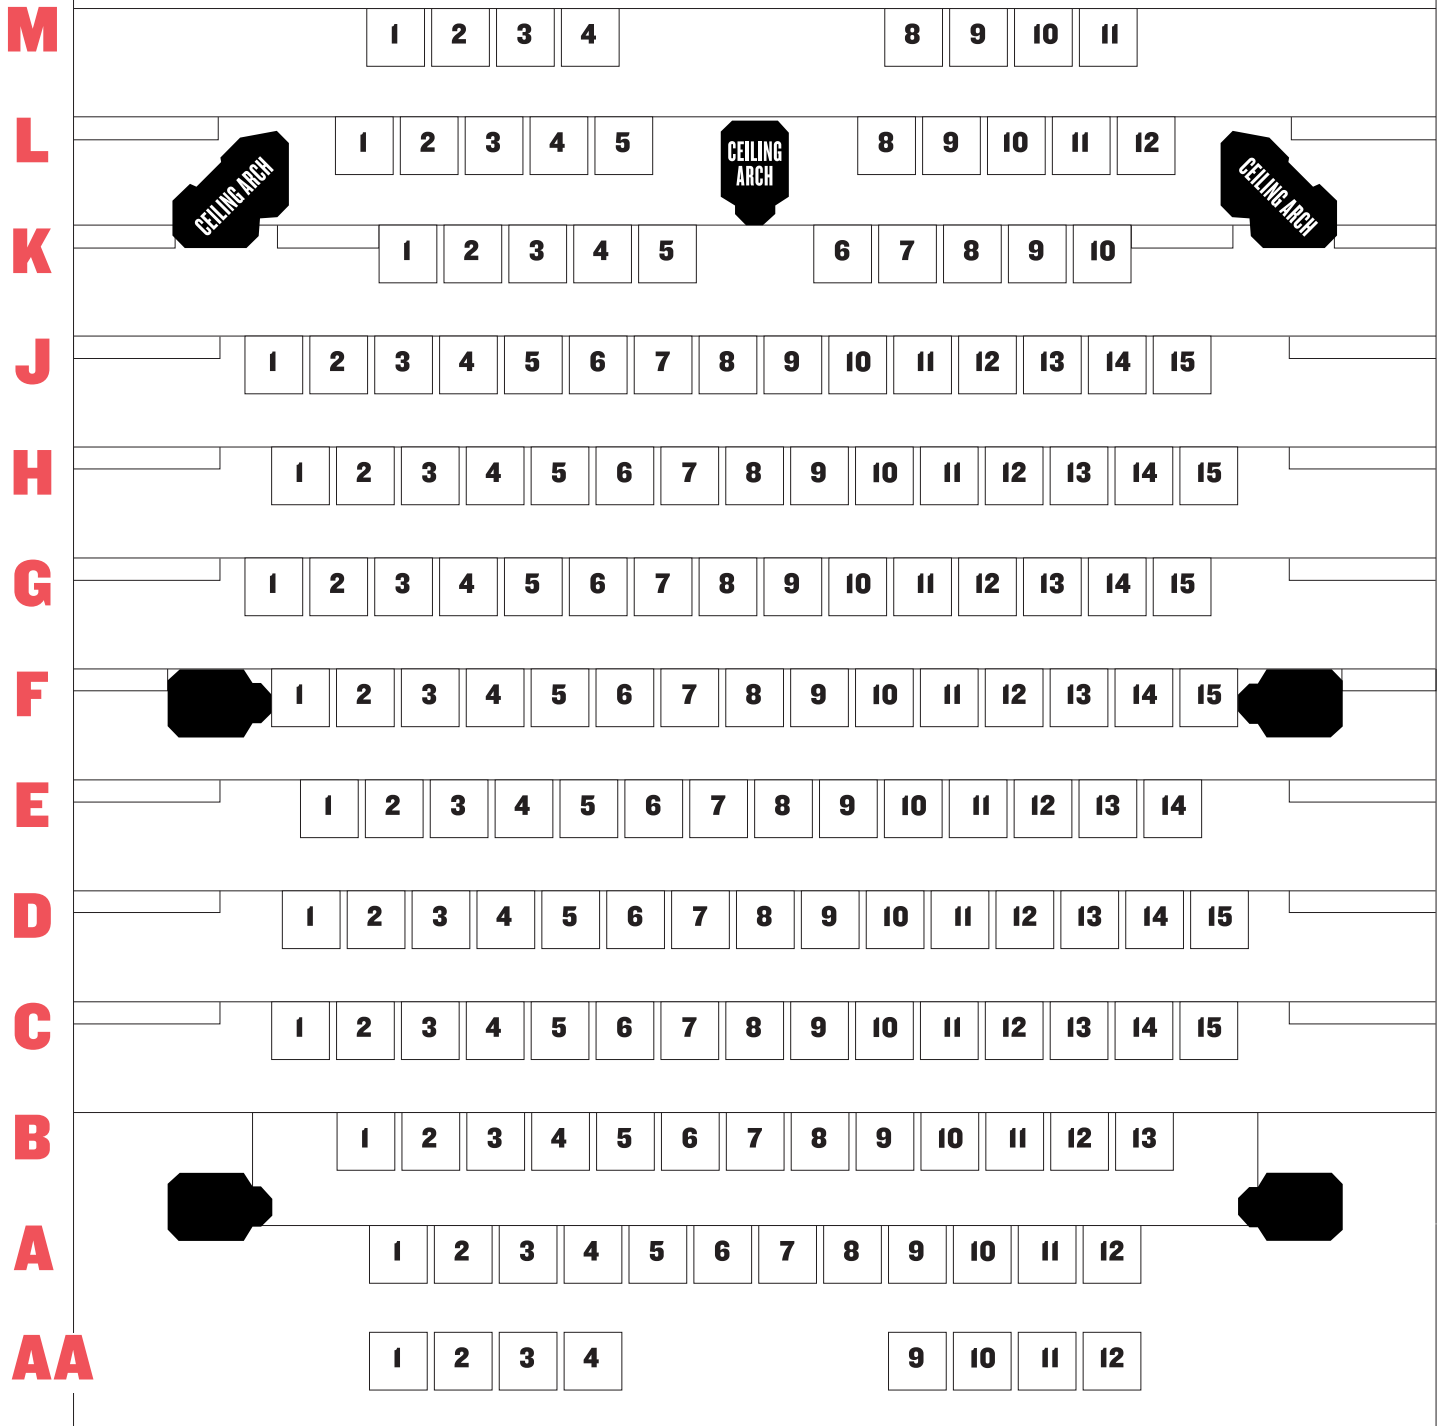 M 1 2 3 4 8 9 10 11
L 1 2 3 4 5 8 9 10 11 12
CEILING ARCH
CEILING
ARCH
CEILING ARCH
K 1 2 3 4 5 6 7 8 9 10
J 1 2 3 4 5 6 7 8 9 10 11 12 13 14 15
H 1 2 3 4 5 6 7 8 9 10 11 12 13 14 15
G 1 2 3 4 5 6 7 8 9 10 11 12 13 14 15
F 1 2 3 4 5 6 7 8 9 10 11 12 13 14 15
E 1 2 3 4 5 6 7 8 9 10 11 12 13 14
D 1 2 3 4 5 6 7 8 9 10 11 12 13 14 15
C 1 2 3 4 5 6 7 8 9 10 11 12 13 14 15
B 1 2 3 4 5 6 7 8 9 10 11 12 13
A 1 2 3 4 5 6 7 8 9 10 11 12
AA 1 2 3 4 9 10 11 12